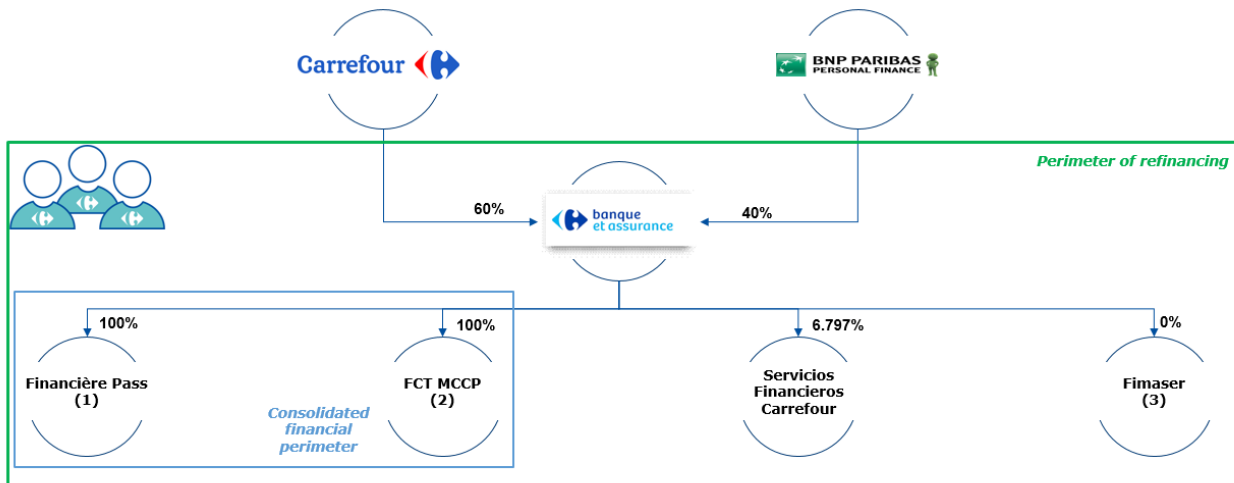 Carrefour
BNP PARIBAS
PERSONAL FINANCE
Perimeter of refinancing
60%
banque
et assurance
40%
100%
100%
6.797%
0%
Financière Pass
(1)
FCT MCCP
(2)
Servicios
Financieros
Carrefour
Fimaser
(3)
Consolidated
financial
perimeter